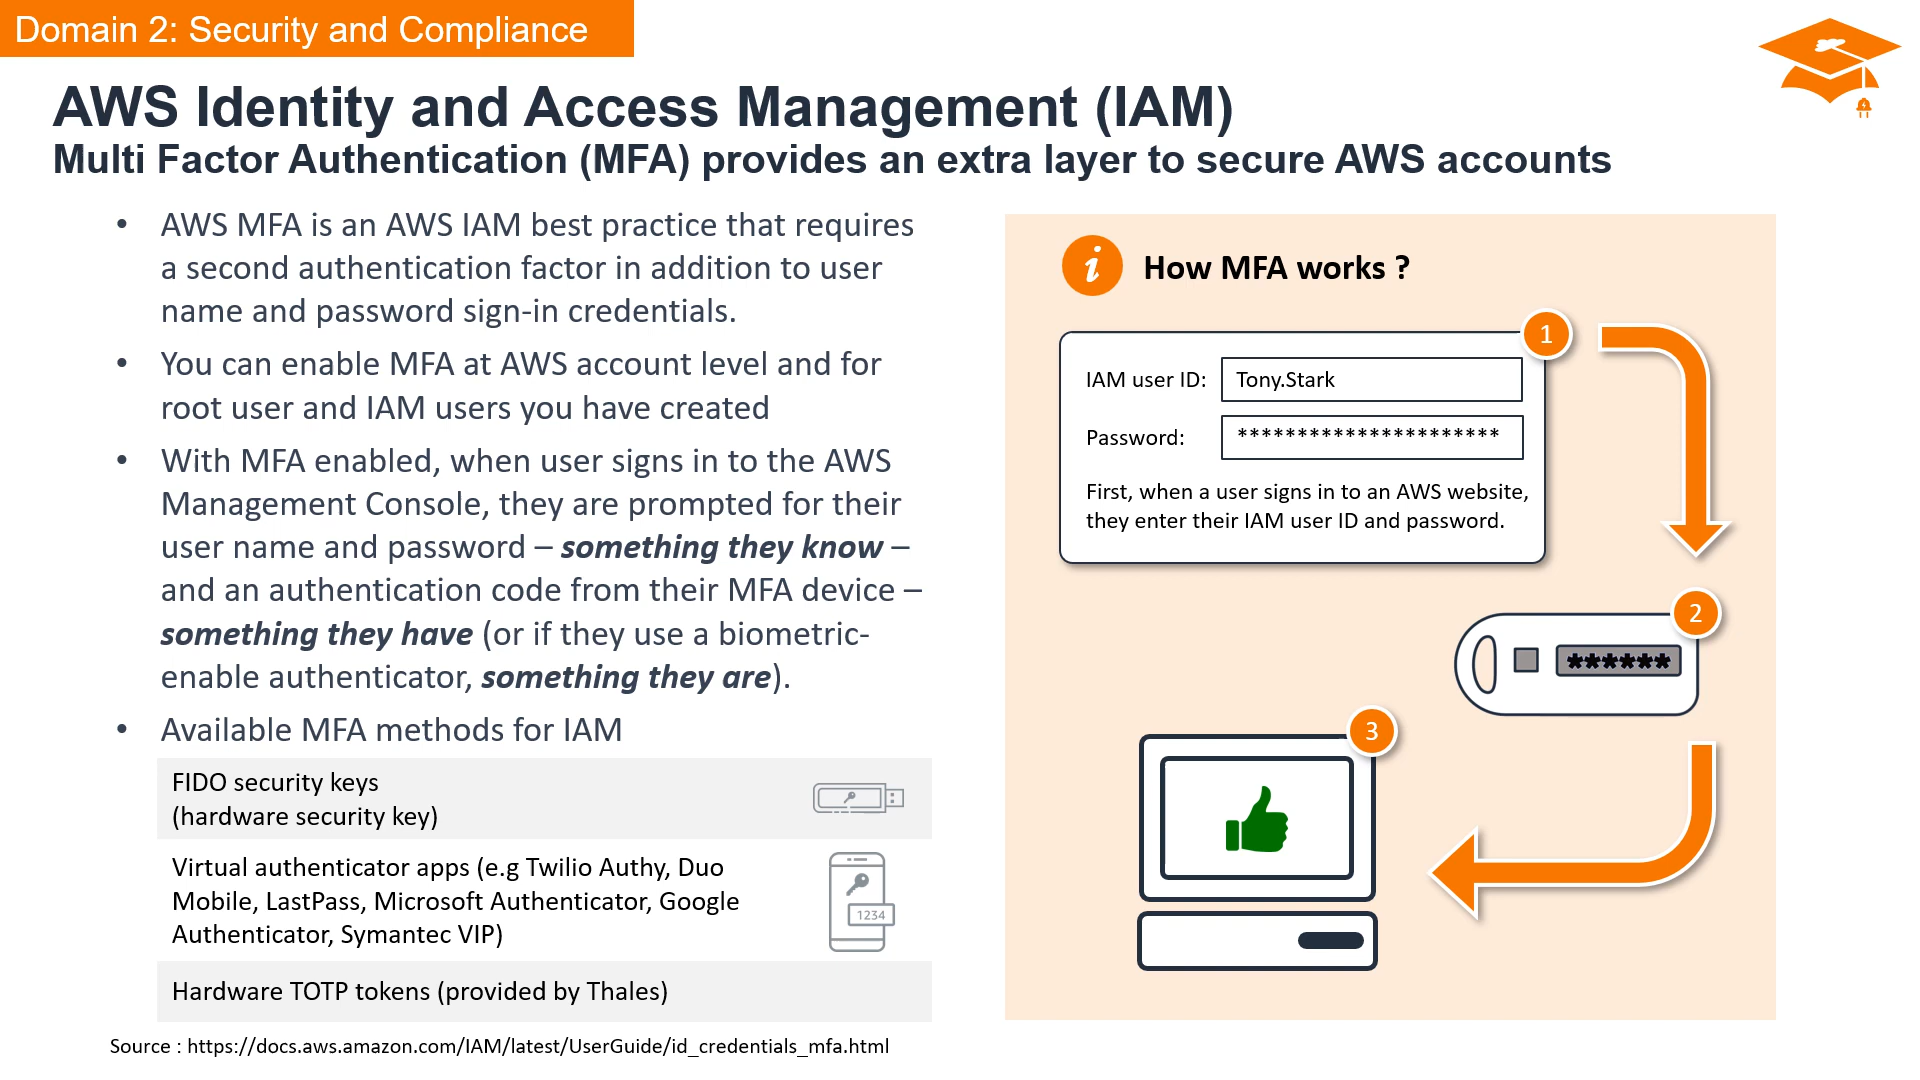 Domain 2: Security and Compliance
AWS Identity and Access Management (IAM)
Multi Factor Authentication (MFA) provides an extra layer to secure AWS accounts
• AWS MFA is an AWS IAM best practice that requires
a second authentication factor in addition to user
name and password sign-in credentials.
• You can enable MFA at AWS account level and for
root user and IAM users you have created
• With MFA enabled, when user signs in to the AWS
Management Console, they are prompted for their
user name and password – something they know –
and an authentication code from their MFA device –
something they have (or if they use a biometric-
enable authenticator, something they are).
• Available MFA methods for IAM
FIDO security keys
(hardware security key)
Virtual authenticator apps (e.g Twilio Authy, Duo
Mobile, LastPass, Microsoft Authenticator, Google
Authenticator, Symantec VIP)
1234
Hardware TOTP tokens (provided by Thales)
Source : https://docs.aws.amazon.com/IAM/latest/UserGuide/id_credentials_mfa.html
i How MFA works ?
1
IAM user ID: Tony.Stark
Password: **********************
First, when a user signs in to an AWS website,
they enter their IAM user ID and password.
2
******
3